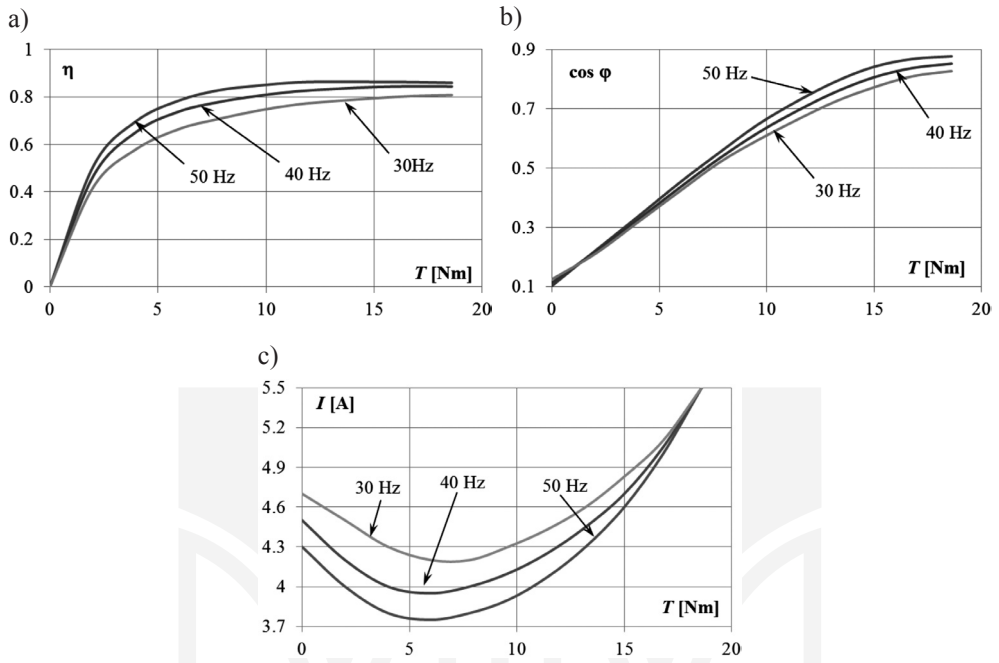 a)
η
1
0.8
0.6
0.4
0.2
0
50 Hz
40 Hz
30Hz
T [Nm]
0 5 10 15 20
b)
cos φ
0.9
0.7
0.5
0.3
0.1
50 Hz
40 Hz
30 Hz
T [Nm]
0 5 10 15 20
c)
I [A]
5.5
5.2
4.9
4.6
4.3
4
3.7
30 Hz
40 Hz
50 Hz
T [Nm]
0 5 10 15 20